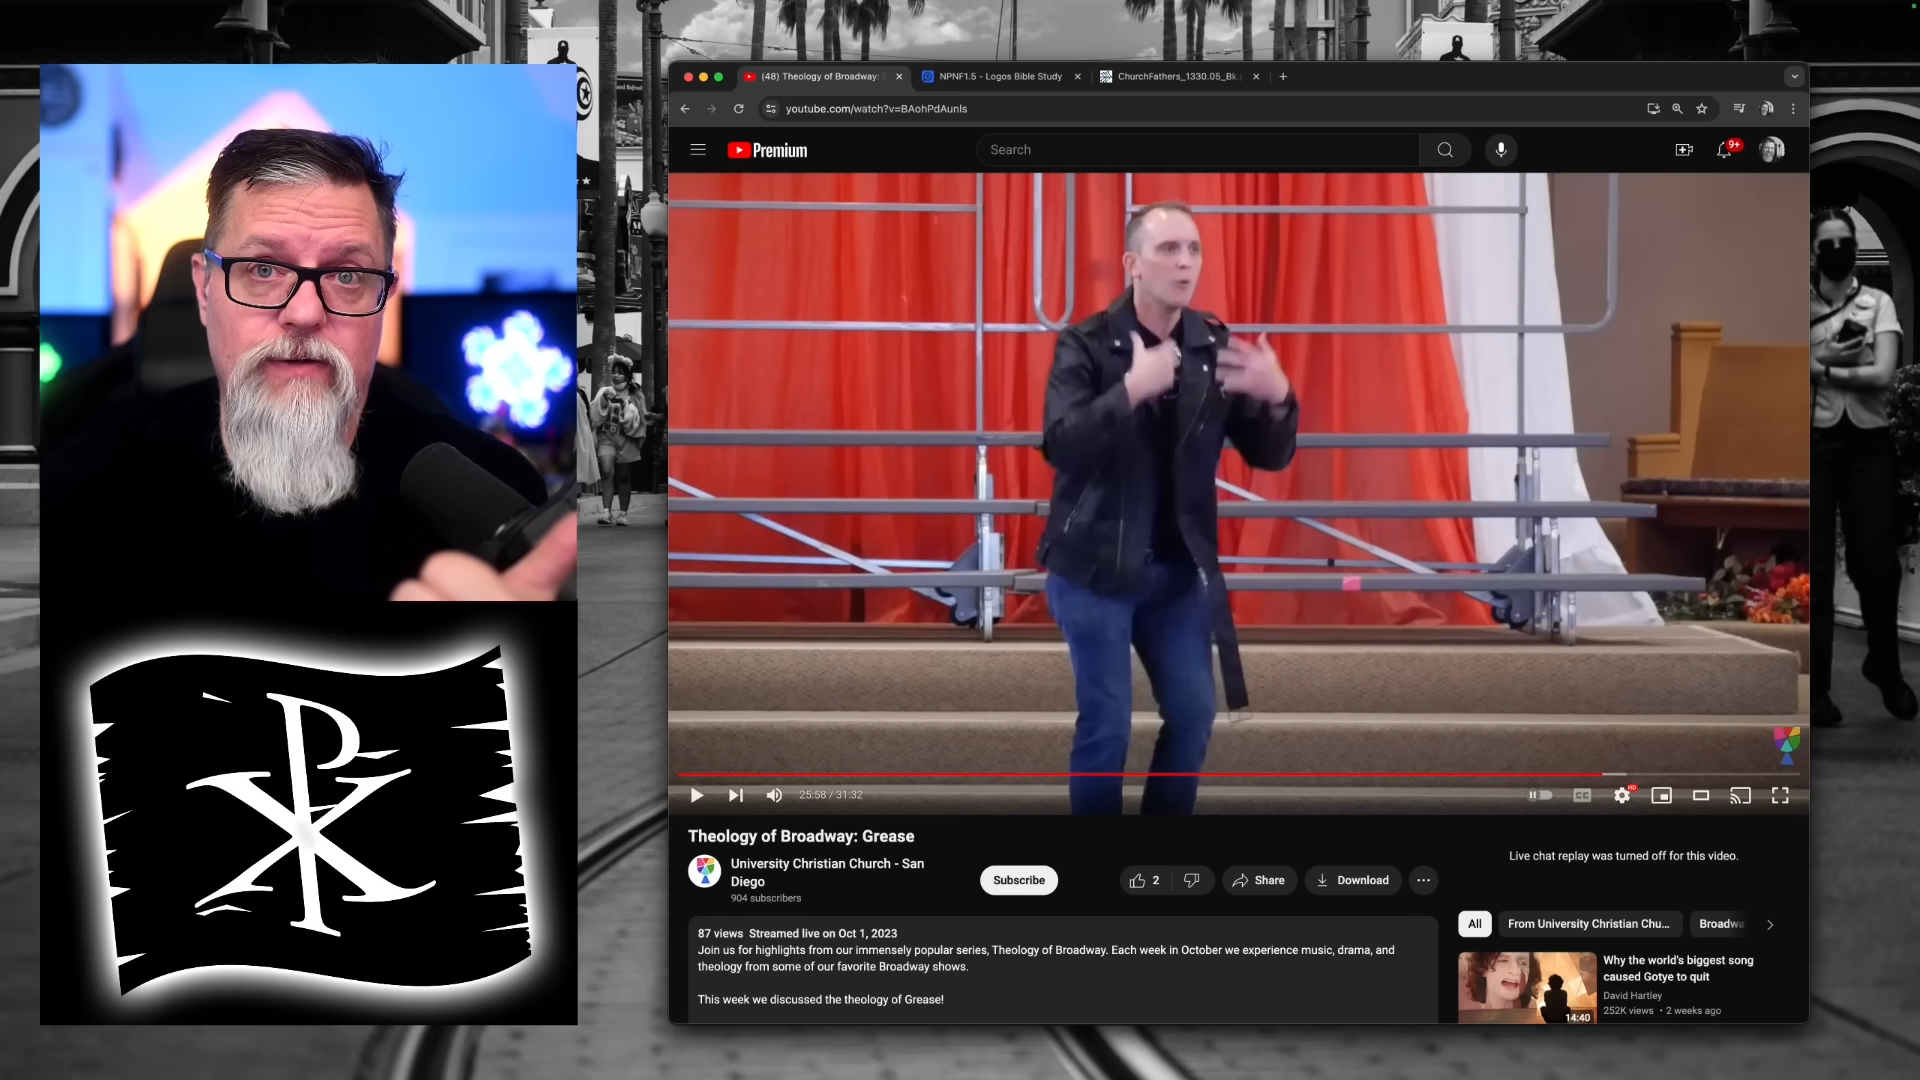 (48) Theology of Broadway:
NPNF1.5 - Logos Bible Study
ChurchFathers_1330.05_Bk.
youtube.com/watch?v=BAohPdAunls
Premium
Search
9+
25:58 / 31:32
CC
HD
Theology of Broadway: Grease
University Christian Church - San
Diego
904 subscribers
Subscribe
2
Share
Download
Live chat replay was turned off for this video.
87 views Streamed live on Oct 1, 2023
Join us for highlights from our immensely popular series, Theology of Broadway. Each week in October we experience music, drama, and
theology from some of our favorite Broadway shows.
This week we discussed the theology of Grease!
All
From University Christian Chu...
Broadwa
Why the world's biggest song
caused Gotye to quit
David Hartley
252K views • 2 weeks ago
14:40